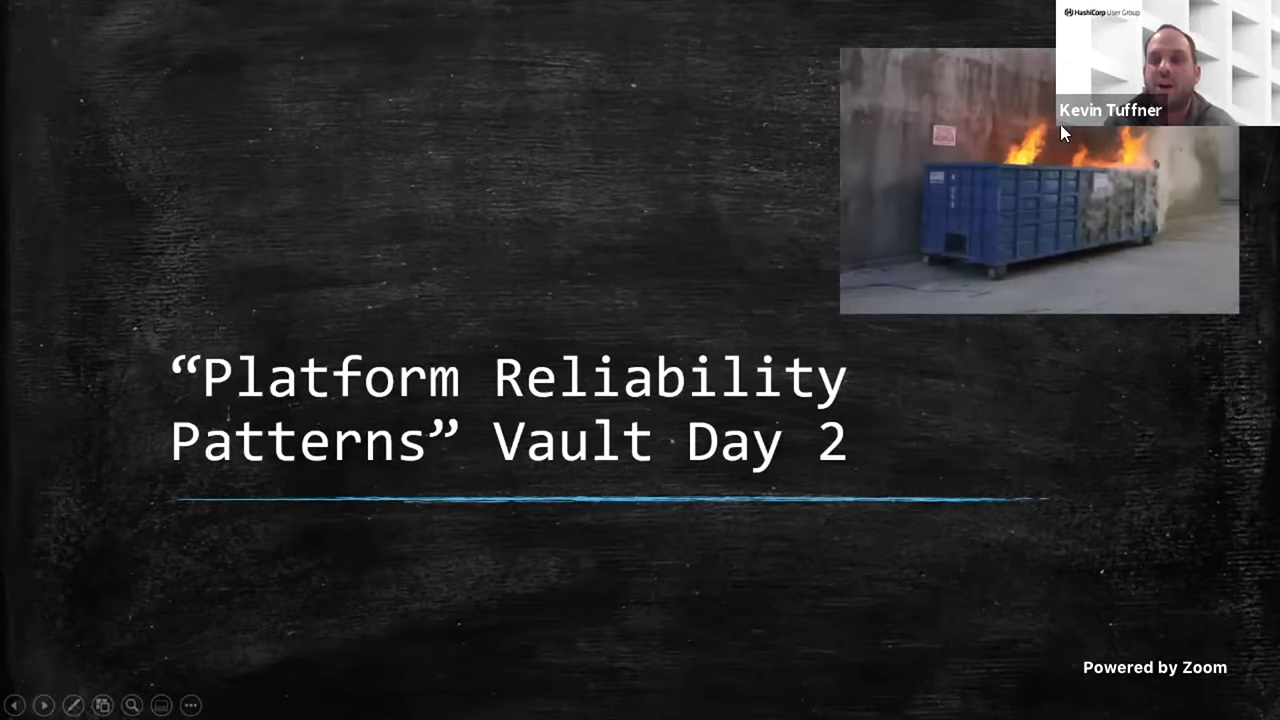 HashiCorp User Group
Kevin Tuffner
“Platform Reliability
Patterns” Vault Day 2
Powered by Zoom